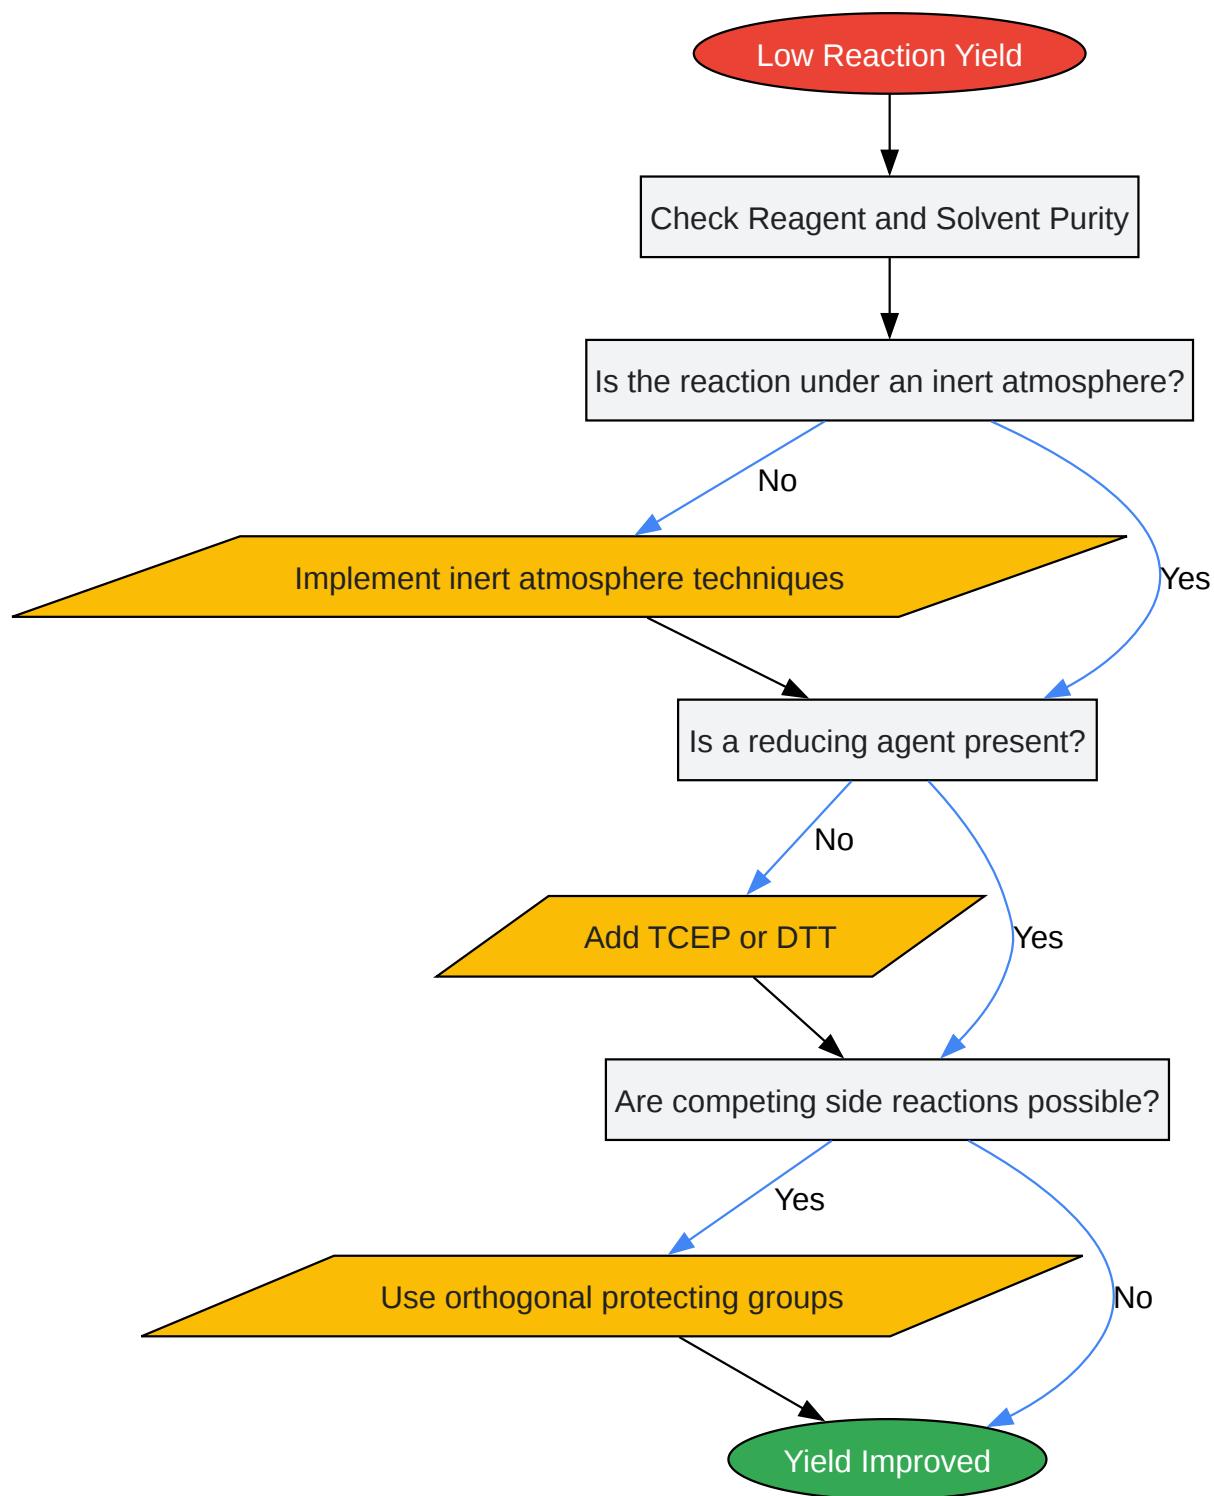 Low Reaction Yield
Check Reagent and Solvent Purity
Is the reaction under an inert atmosphere?
No
Implement inert atmosphere techniques
Yes
Is a reducing agent present?
No
Add TCEP or DTT
Yes
Are competing side reactions possible?
Yes
Use orthogonal protecting groups
No
Yield Improved